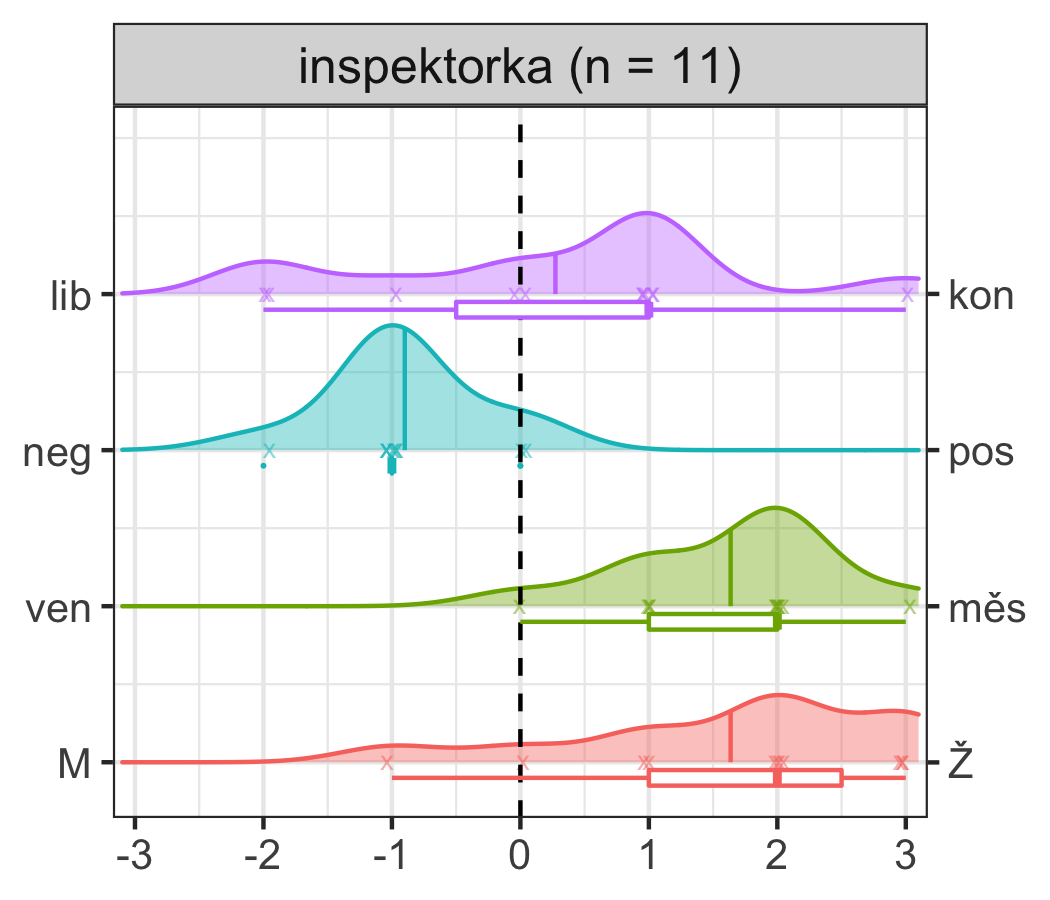 inspektorka (n = 11)
lib kon
neg pos
ven měs
M Ž
-3 -2 -1 0 1 2 3